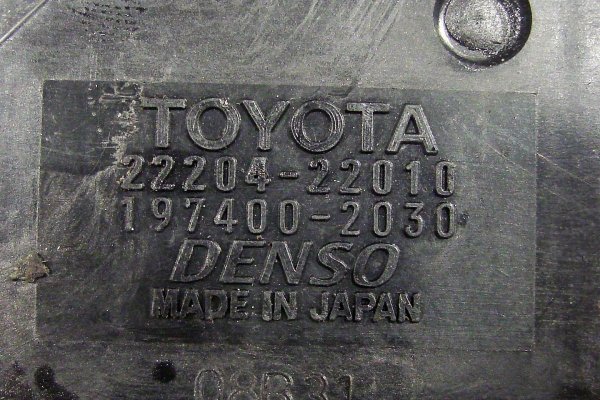 TOYOTA
22204-22010
197400-2030
DENSO
MADE IN JAPAN